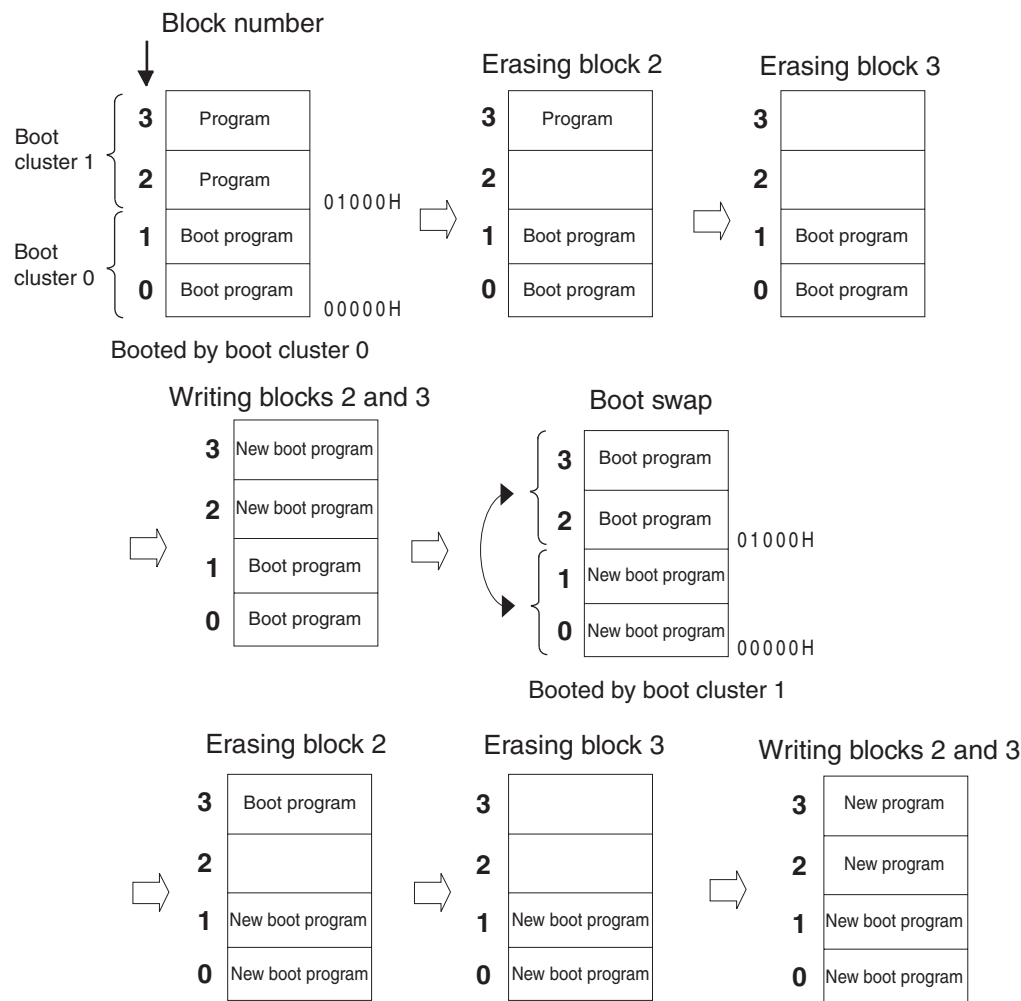 Block number
Erasing block 2
Erasing block 3
Boot
cluster 1
3
Program
2
Program
01000H
Boot
cluster 0
1
Boot program
0
Boot program
00000H
3
Program
2
1
Boot program
0
Boot program
3
2
1
Boot program
0
Boot program
Booted by boot cluster 0
Writing blocks 2 and 3
3
New boot program
2
New boot program
1
Boot program
0
Boot program
Boot swap
3
Boot program
2
Boot program
01000H
1
New boot program
0
New boot program
00000H
Booted by boot cluster 1
Erasing block 2
3
Boot program
2
1
New boot program
0
New boot program
Erasing block 3
3
2
1
New boot program
0
New boot program
Writing blocks 2 and 3
3
New program
2
New program
1
New boot program
0
New boot program